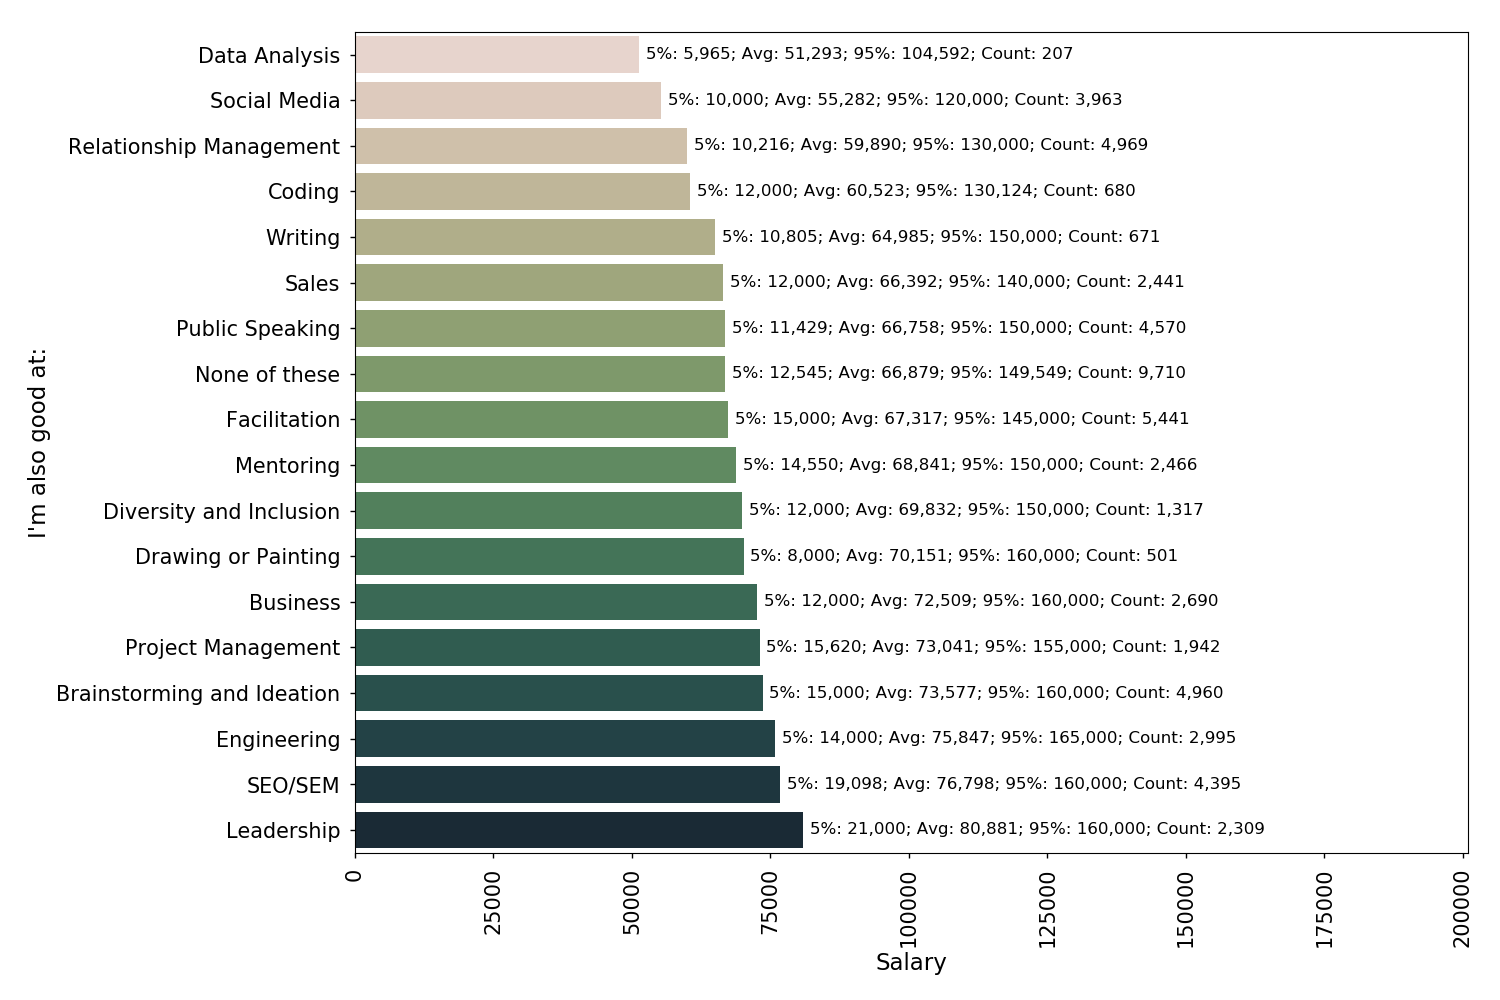 Data Analysis 5%: 5,965; Avg: 51,293; 95%: 104,592; Count: 207
Social Media 5%: 10,000; Avg: 55,282; 95%: 120,000; Count: 3,963
Relationship Management 5%: 10,216; Avg: 59,890; 95%: 130,000; Count: 4,969
Coding 5%: 12,000; Avg: 60,523; 95%: 130,124; Count: 680
Writing 5%: 10,805; Avg: 64,985; 95%: 150,000; Count: 671
Sales 5%: 12,000; Avg: 66,392; 95%: 140,000; Count: 2,441
Public Speaking 5%: 11,429; Avg: 66,758; 95%: 150,000; Count: 4,570
None of these 5%: 12,545; Avg: 66,879; 95%: 149,549; Count: 9,710
Facilitation 5%: 15,000; Avg: 67,317; 95%: 145,000; Count: 5,441
Mentoring 5%: 14,550; Avg: 68,841; 95%: 150,000; Count: 2,466
Diversity and Inclusion 5%: 12,000; Avg: 69,832; 95%: 150,000; Count: 1,317
Drawing or Painting 5%: 8,000; Avg: 70,151; 95%: 160,000; Count: 501
Business 5%: 12,000; Avg: 72,509; 95%: 160,000; Count: 2,690
Project Management 5%: 15,620; Avg: 73,041; 95%: 155,000; Count: 1,942
Brainstorming and Ideation 5%: 15,000; Avg: 73,577; 95%: 160,000; Count: 4,960
Engineering 5%: 14,000; Avg: 75,847; 95%: 165,000; Count: 2,995
SEO/SEM 5%: 19,098; Avg: 76,798; 95%: 160,000; Count: 4,395
Leadership 5%: 21,000; Avg: 80,881; 95%: 160,000; Count: 2,309
I'm also good at:
0 25000 50000 75000 100000 125000 150000 175000 200000
Salary